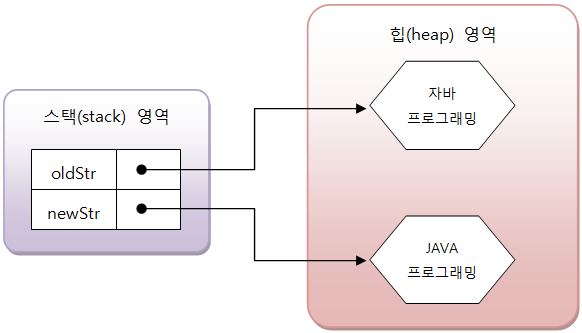 힙(heap) 영역
자바
프로그래밍
스택(stack) 영역
oldStr
newStr
JAVA
프로그래밍